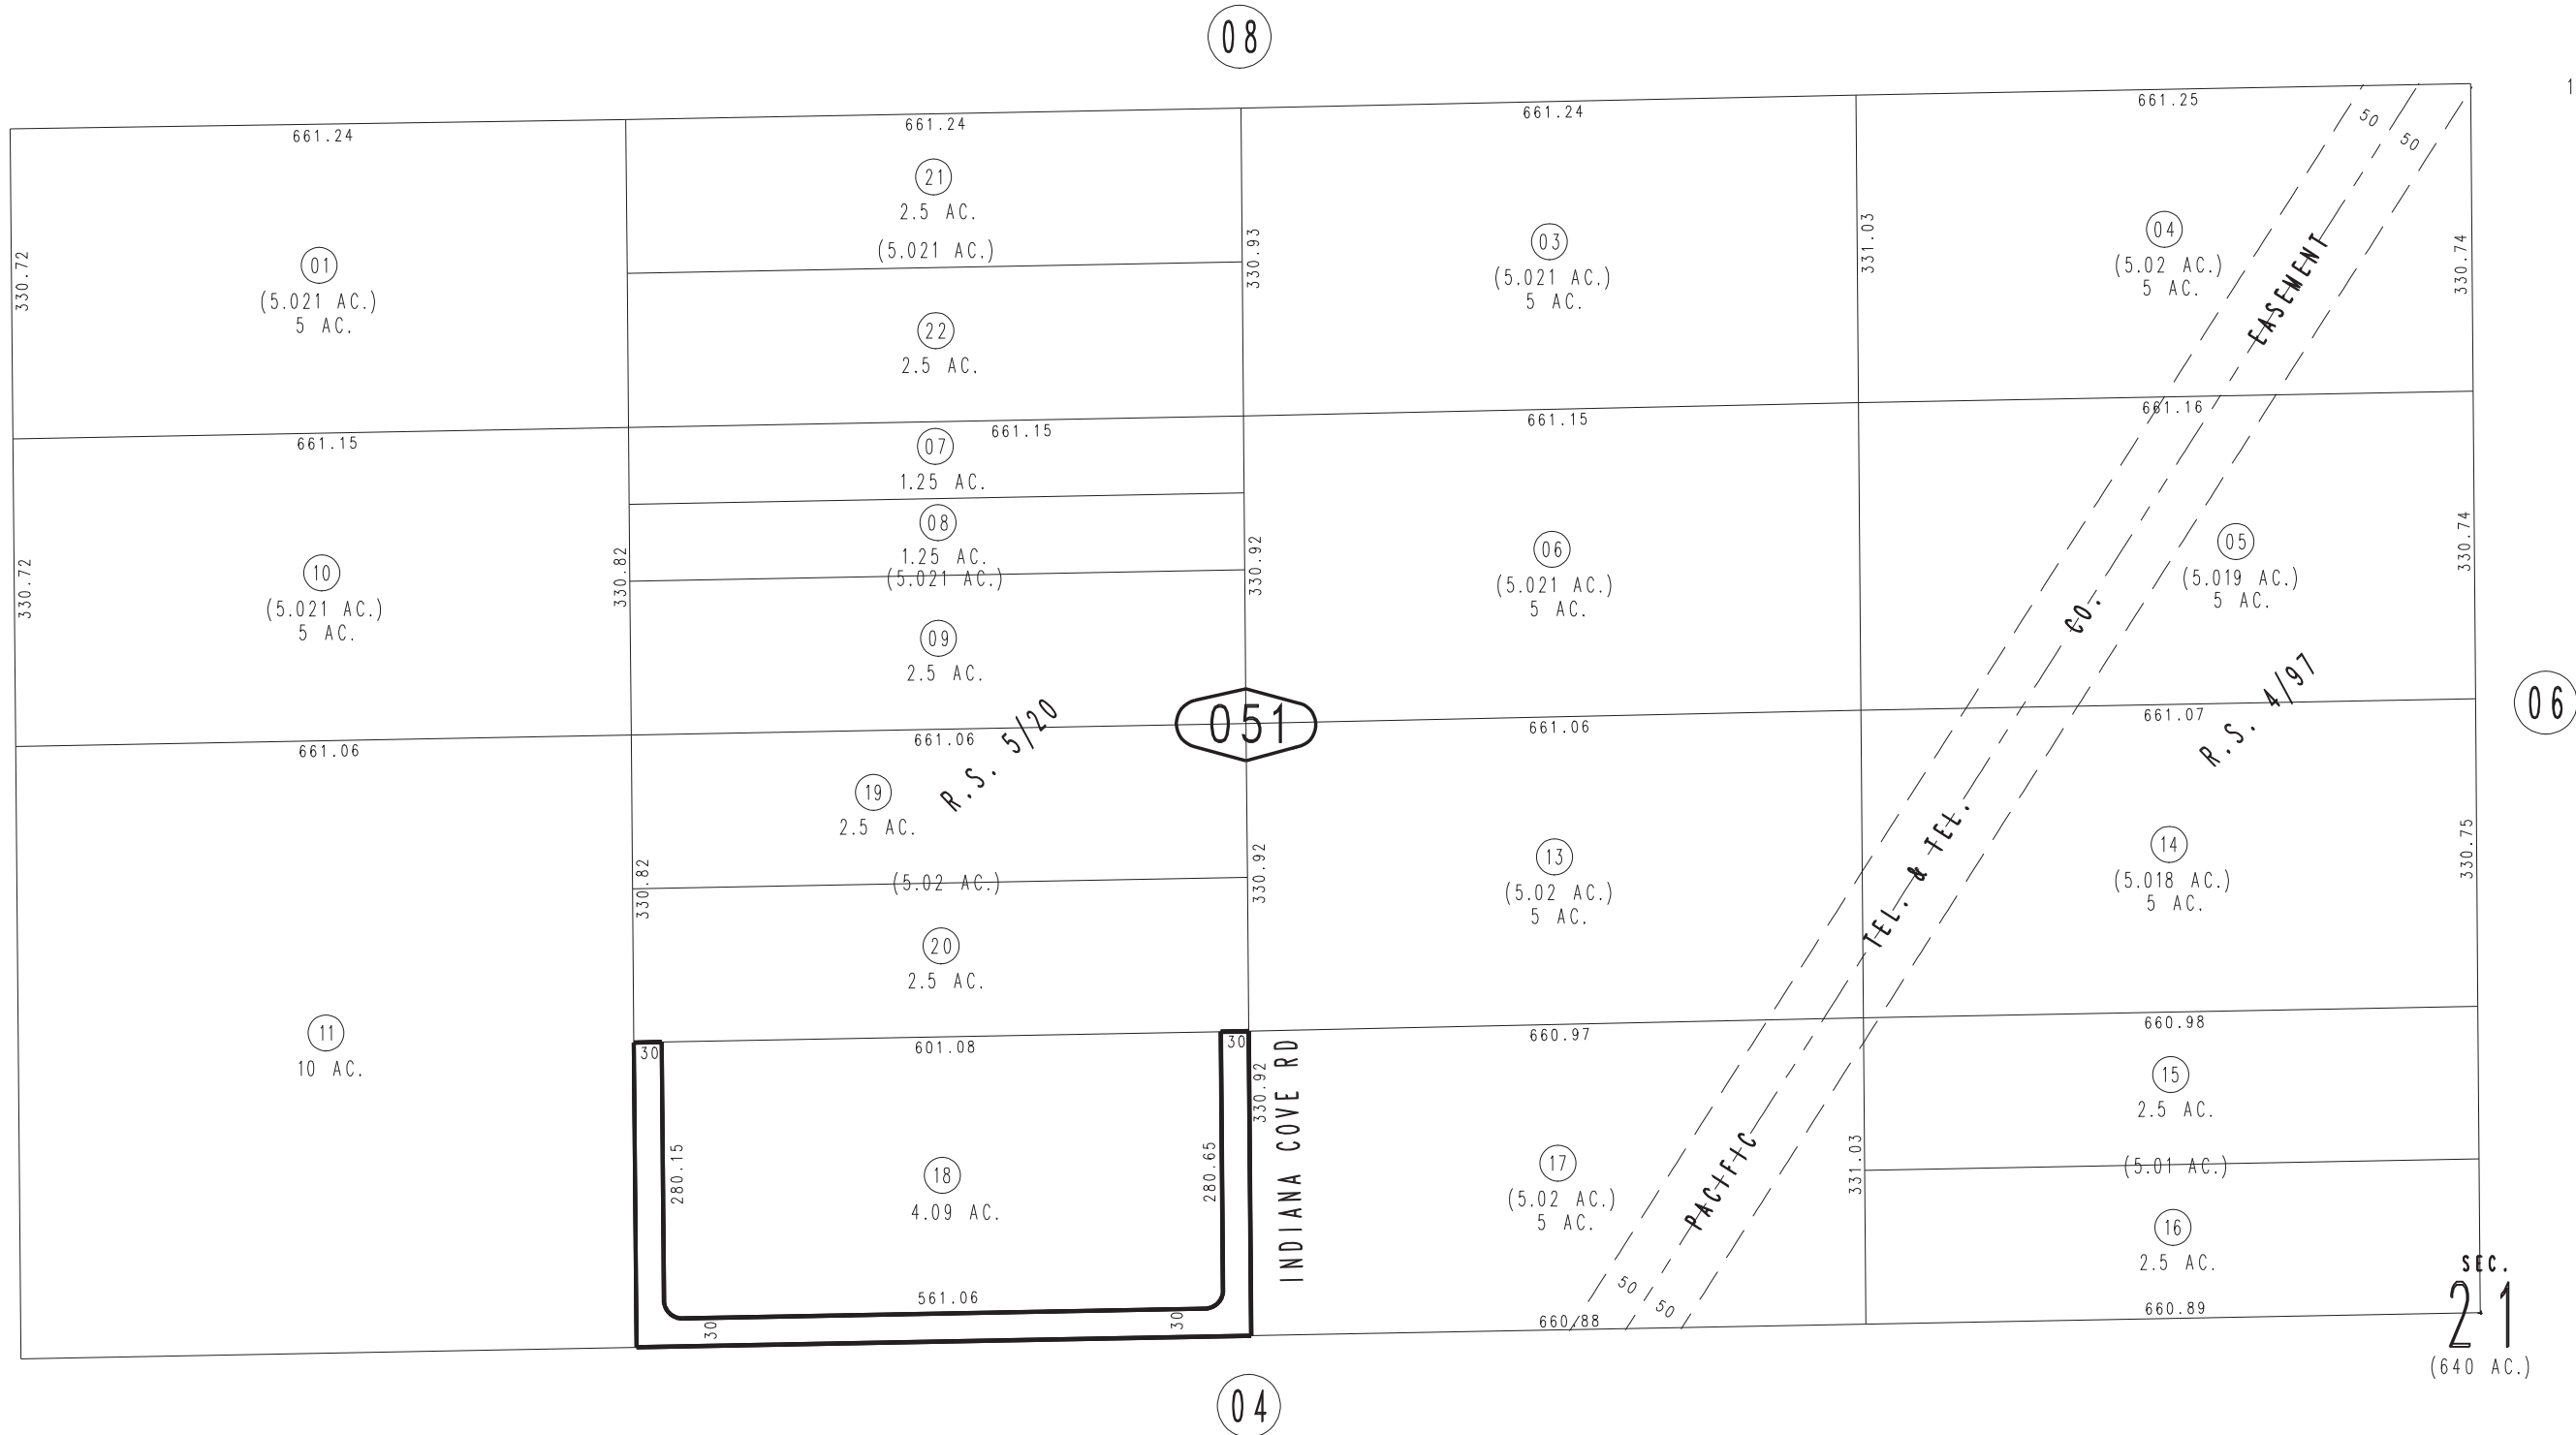 08
1
661.24
661.24
661.24
661.25
50
50
21
2.5 AC.
(5.021 AC.)
330.72
01
(5.021 AC.)
5 AC.
330.93
03
(5.021 AC.)
5 AC.
331.03
04
(5.02 AC.)
5 AC.
EASEMENT
330.74
22
2.5 AC.
661.15
661.15
661.15
661.16
07
1.25 AC.
08
1.25 AC.
(5.021 AC.)
330.72
10
(5.021 AC.)
5 AC.
330.82
09
2.5 AC.
330.92
06
(5.021 AC.)
5 AC.
CO.
05
(5.019 AC.)
5 AC.
330.74
R.S. 5/20
051
R.S. 4/97
06
661.06
661.06
661.06
661.07
19
2.5 AC.
(5.02 AC.)
330.82
20
2.5 AC.
330.92
13
(5.02 AC.)
5 AC.
TEL. & TEL.
14
(5.018 AC.)
5 AC.
330.75
11
10 AC.
30
601.08
30
660.97
660.98
280.15
18
4.09 AC.
280.65
330.92
INDIANA COVE RD
17
(5.02 AC.)
5 AC.
PACIFIC
331.03
15
2.5 AC.
(5.01 AC.)
16
2.5 AC.
561.06
30
30
50
50
660.88
660.89
SEC.
21
(640 AC.)
04